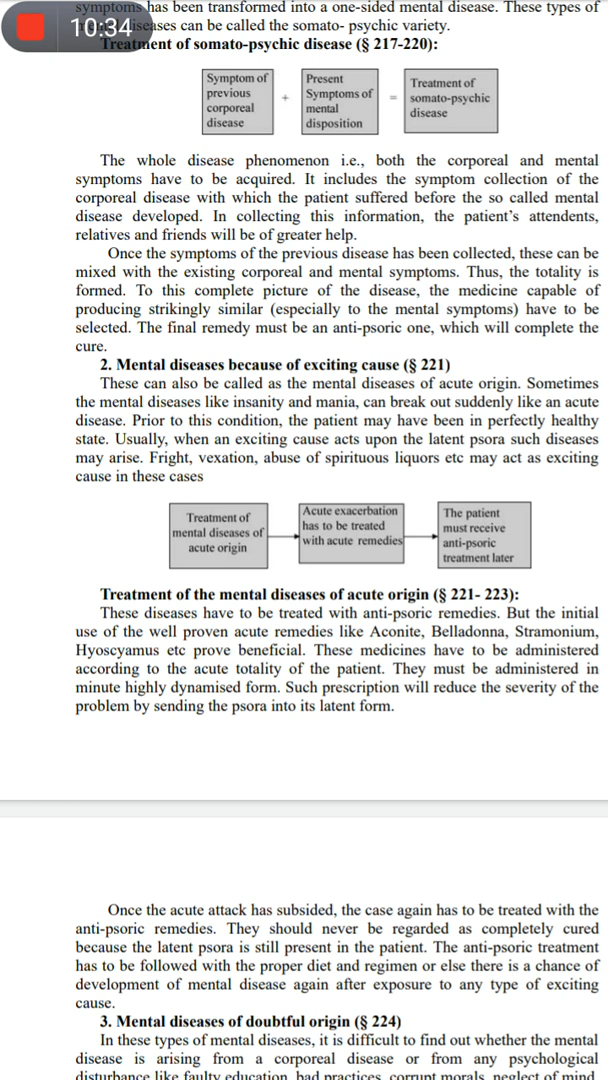 symptoms has been transformed into a one-sided mental disease. These types of
10:34
diseases can be called the somato- psychic variety.
Treatment of somato-psychic disease (§ 217-220):
Symptom of
previous
corporeal
disease
+
Present
Symptoms of
mental
disposition
=
Treatment of
somato-psychic
disease
The whole disease phenomenon i.e., both the corporeal and mental
symptoms have to be acquired. It includes the symptom collection of the
corporeal disease with which the patient suffered before the so called mental
disease developed. In collecting this information, the patient's attendents,
relatives and friends will be of greater help.
Once the symptoms of the previous disease has been collected, these can be
mixed with the existing corporeal and mental symptoms. Thus, the totality is
formed. To this complete picture of the disease, the medicine capable of
producing strikingly similar (especially to the mental symptoms) have to be
selected. The final remedy must be an anti-psoric one, which will complete the
cure.
2. Mental diseases because of exciting cause (§ 221)
These can also be called as the mental diseases of acute origin. Sometimes
the mental diseases like insanity and mania, can break out suddenly like an acute
disease. Prior to this condition, the patient may have been in perfectly healthy
state. Usually, when an exciting cause acts upon the latent psora such diseases
may arise. Fright, vexation, abuse of spirituous liquors etc may act as exciting
cause in these cases
Treatment of
mental diseases of
acute origin
Acute exacerbation
has to be treated
with acute remedies
The patient
must receive
anti-psoric
treatment later
Treatment of the mental diseases of acute origin (§ 221- 223):
These diseases have to be treated with anti-psoric remedies. But the initial
use of the well proven acute remedies like Aconite, Belladonna, Stramonium,
Hyoscyamus etc prove beneficial. These medicines have to be administered
according to the acute totality of the patient. They must be administered in
minute highly dynamised form. Such prescription will reduce the severity of the
problem by sending the psora into its latent form.
Once the acute attack has subsided, the case again has to be treated with the
anti-psoric remedies. They should never be regarded as completely cured
because the latent psora is still present in the patient. The anti-psoric treatment
has to be followed with the proper diet and regimen or else there is a chance of
development of mental disease again after exposure to any type of exciting
cause.
3. Mental diseases of doubtful origin (§ 224)
In these types of mental diseases, it is difficult to find out whether the mental
disease is arising from a corporeal disease or from any psychological
disturbance like faulty education, bad practices, corrupt morals, neglect of mind,